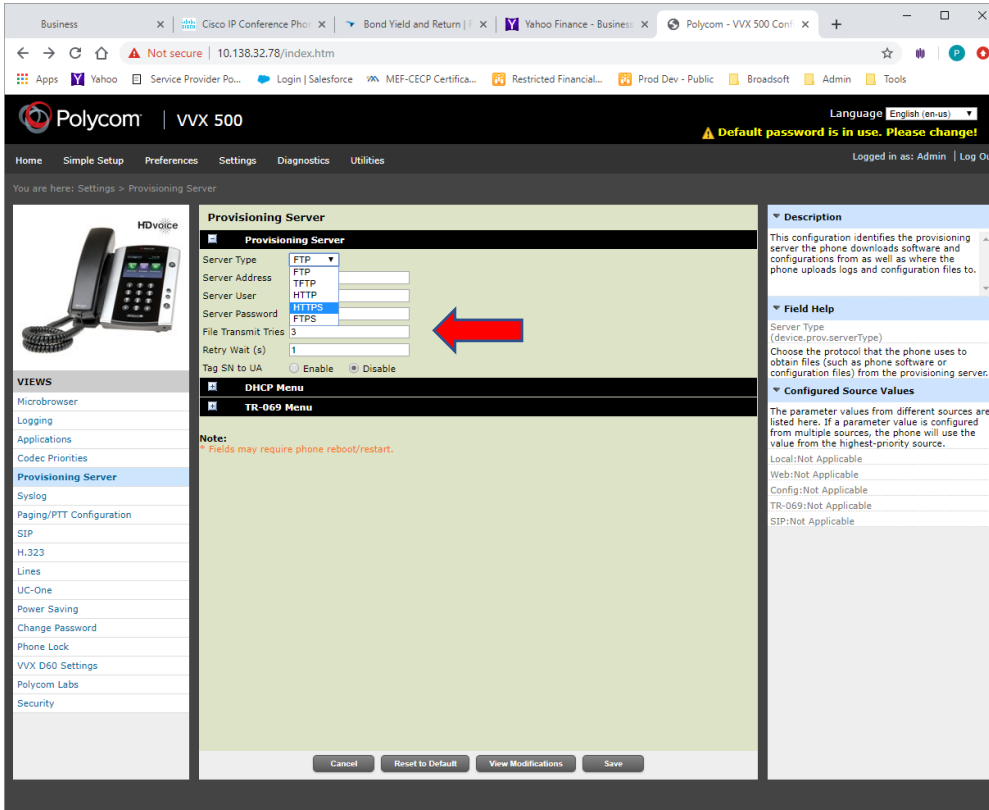 Business
Cisco IP Conference Phon
Bond Yield and Return | F
Yahoo Finance - Business
Polycom - VVX 500 Confi
Not secure | 10.138.32.78/index.htm
Apps Yahoo Service Provider Po... Login | Salesforce MEF-CECP Certifica... Restricted Financial... Prod Dev - Public Broadsoft Admin Tools
Polycom | VVX 500
Language English (en-us)
Default password is in use. Please change!
Home Simple Setup Preferences Settings Diagnostics Utilities
Logged in as: Admin | Log Ou
You are here: Settings > Provisioning Server
HDvoice
VIEWS
Microbrowser
Logging
Applications
Codec Priorities
Provisioning Server
Syslog
Paging/PTT Configuration
SIP
H.323
Lines
UC-One
Power Saving
Change Password
Phone Lock
VVX D60 Settings
Polycom Labs
Security
Provisioning Server
Provisioning Server
Server Type FTP
FTP
TFTP
HTTP
HTTPS
FTPS
Server Address
Server User
Server Password
File Transmit Tries 3
Retry Wait (s) 1
Tag SN to UA Enable Disable
DHCP Menu
TR-069 Menu
Note:
* Fields may require phone reboot/restart.
Cancel Reset to Default View Modifications Save
Description
This configuration identifies the provisioning
server the phone downloads software and
configurations from as well as where the
phone uploads logs and configuration files to.
Field Help
Server Type
(device.prov.serverType)
Choose the protocol that the phone uses to
obtain files (such as phone software or
configuration files) from the provisioning server.
Configured Source Values
The parameter values from different sources are
listed here. If a parameter value is configured
from multiple sources, the phone will use the
value from the highest-priority source.
Local:Not Applicable
Web:Not Applicable
Config:Not Applicable
TR-069:Not Applicable
SIP:Not Applicable